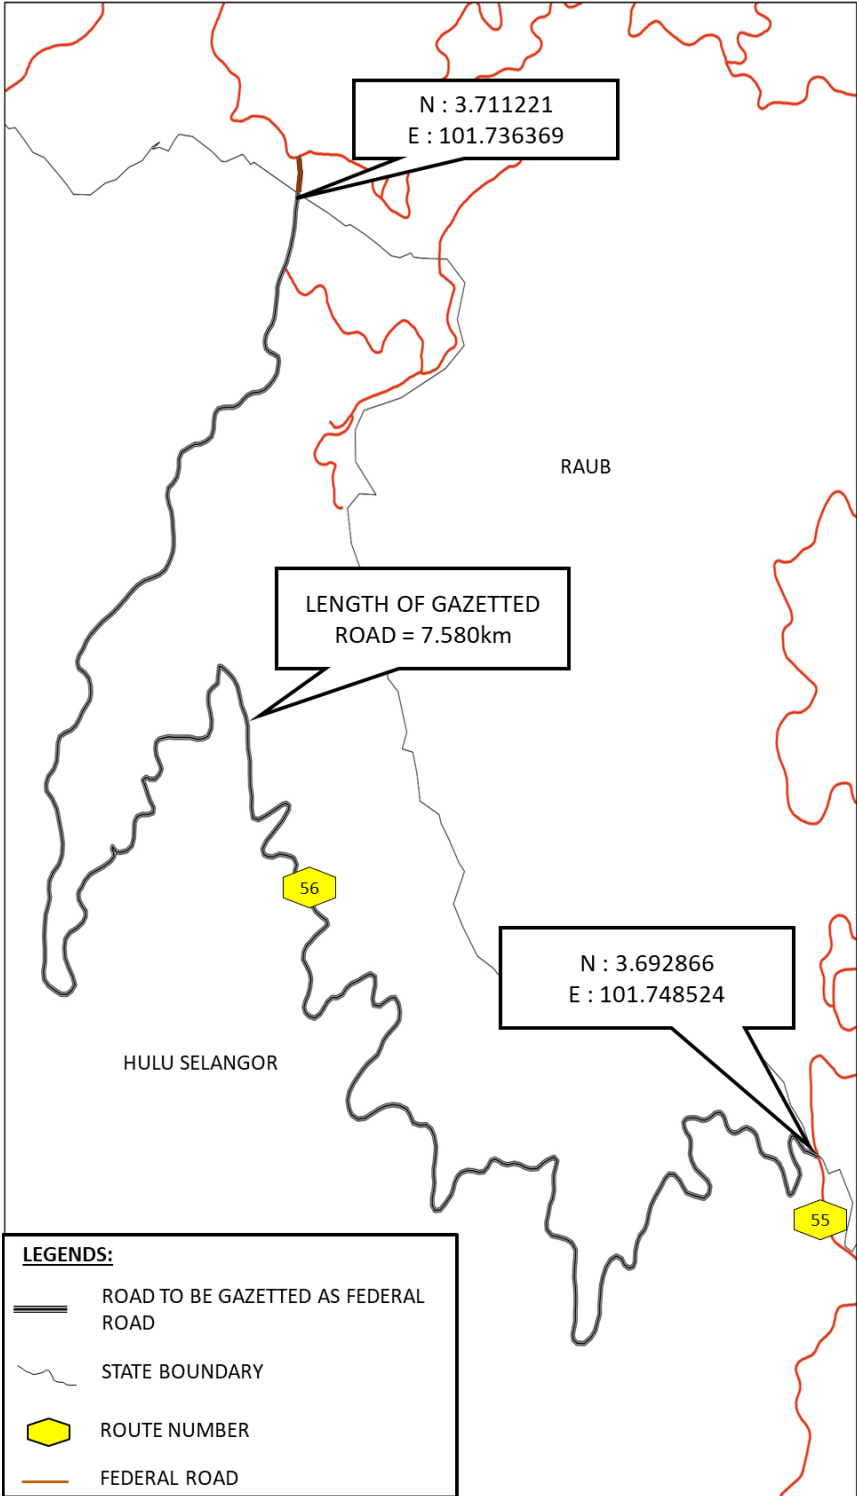 N : 3.711221
E : 101.736369
RAUB
LENGTH OF GAZETTED
ROAD = 7.580km
56
N : 3.692866
E : 101.748524
HULU SELANGOR
55
LEGENDS:
ROAD TO BE GAZETTED AS FEDERAL
ROAD
STATE BOUNDARY
ROUTE NUMBER
FEDERAL ROAD